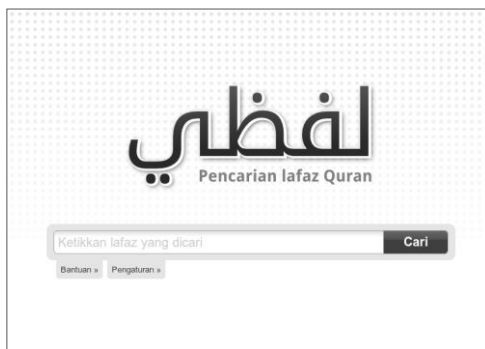 لفظي
Pencarian lafaz Quran
Ketikkan lafaz yang dicari
Cari
Bantuan »
Pengaturan »